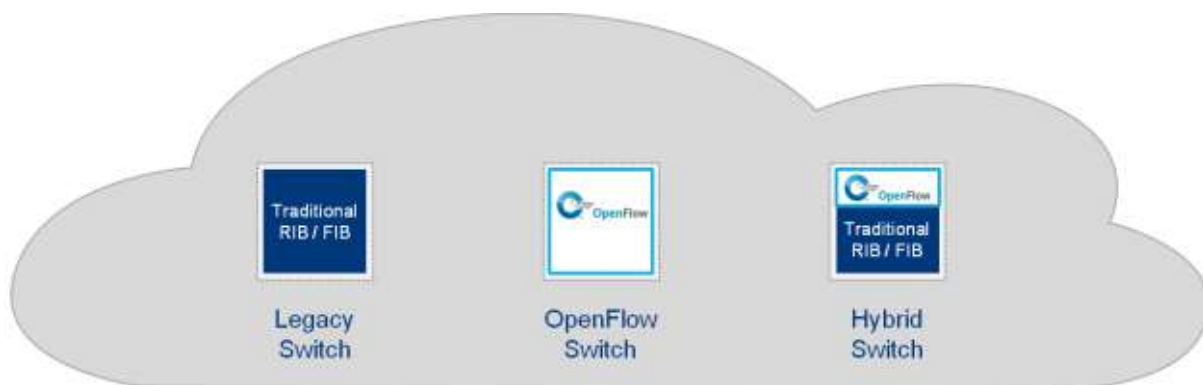 Traditional
RIB / FIB
Legacy
Switch
OpenFlow
OpenFlow
Switch
OpenFlow
Traditional
RIB / FIB
Hybrid
Switch